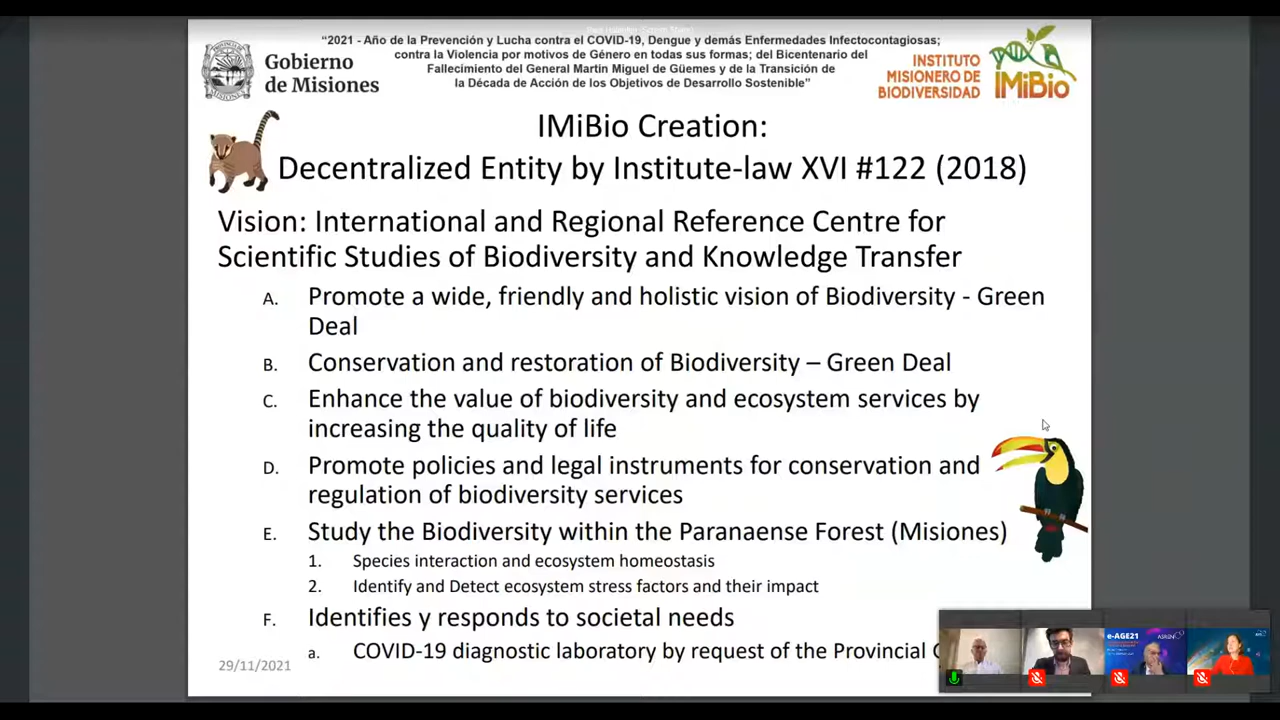 "2021 - Año de la Prevención y Lucha contra el COVID-19, Dengue y demás Enfermedades Infectocontagiosas;
contra la Violencia por motivos de Género en todas sus formas; del Bicentenario del
Fallecimiento del General Martín Miguel de Güemes y de la Transición de
la Década de Acción de los Objetivos de Desarrollo Sostenible"
Gobierno
de Misiones
INSTITUTO
MISIONERO DE
BIODIVERSIDAD
IMiBio
IMiBio Creation:
Decentralized Entity by Institute-law XVI #122 (2018)
Vision: International and Regional Reference Centre for
Scientific Studies of Biodiversity and Knowledge Transfer
A. Promote a wide, friendly and holistic vision of Biodiversity - Green
Deal
B. Conservation and restoration of Biodiversity – Green Deal
C. Enhance the value of biodiversity and ecosystem services by
increasing the quality of life
D. Promote policies and legal instruments for conservation and
regulation of biodiversity services
E. Study the Biodiversity within the Paranaense Forest (Misiones)
1. Species interaction and ecosystem homeostasis
2. Identify and Detect ecosystem stress factors and their impact
F. Identifies y responds to societal needs
a. COVID-19 diagnostic laboratory by request of the Provincial
29/11/2021
e-AGE21